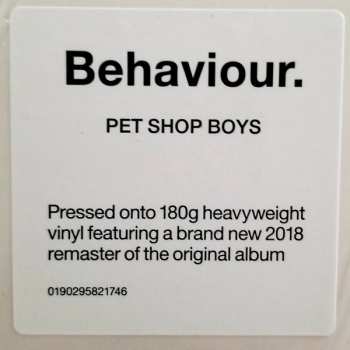 Behaviour.
PET SHOP BOYS
Pressed onto 180g heavyweight
vinyl featuring a brand new 2018
remaster of the original album
0190295821746